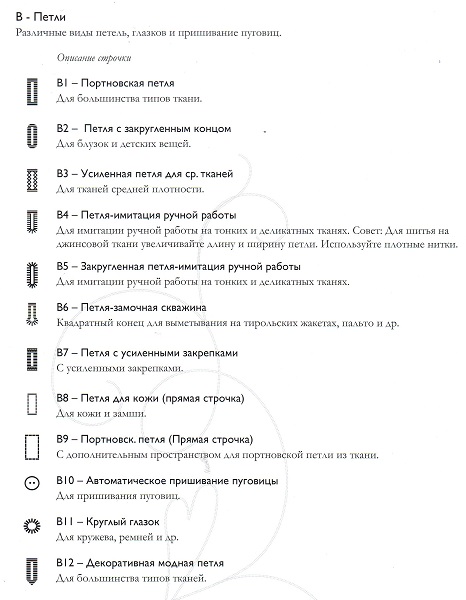 В - Петли
Различные виды петель, глазков и пришивание пуговиц.
Описание строчки
B1 – Портновская петля
Для большинства типов ткани.
B2 – Петля с закругленным концом
Для блузок и детских вещей.
B3 – Усиленная петля для ср. тканей
Для тканей средней плотности.
B4 – Петля-имитация ручной работы
Для имитации ручной работы на тонких и деликатных тканях. Совет: Для шитья на
джинсовой ткани увеличивайте длину и ширину петли. Используйте плотные нитки.
B5 – Закругленная петля-имитация ручной работы
Для имитации ручной работы на тонких и деликатных тканях.
B6 – Петля-замочная скважина
Квадратный конец для выметывания на тирольских жакетах, пальто и др.
B7 – Петля с усиленными закрепками
С усиленными закрепками.
B8 – Петля для кожи (прямая строчка)
Для кожи и замши.
B9 – Портновск. петля (Прямая строчка)
С дополнительным пространством для портновской петли из ткани.
B10 – Автоматическое пришивание пуговицы
Для пришивания пуговиц.
B11 – Круглый глазок
Для кружева, ремней и др.
B12 – Декоративная модная петля
Для большинства типов тканей.